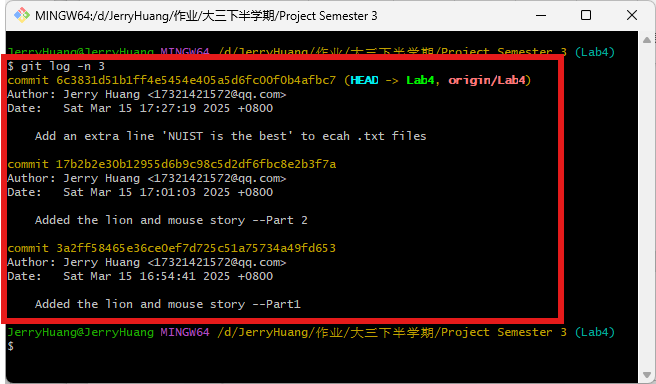 MINGW64:/d/JerryHuang/作业/大三下半学期/Project Semester 3
JerryHuang@JerryHuang MINGW64 /d/JerryHuang/作业/大三下半学期/Project Semester 3 (Lab4)
$ git log -n 3
commit 6c3831d51b1ff4e5454e405a5d6fc00f0b4afbc7 (HEAD -> Lab4, origin/Lab4)
Author: Jerry Huang <17321421572@qq.com>
Date:   Sat Mar 15 17:27:19 2025 +0800
    Add an extra line 'NUIST is the best' to ecah .txt files
commit 17b2b2e30b12955d6b9c98c5d2df6fbc8e2b3f7a
Author: Jerry Huang <17321421572@qq.com>
Date:   Sat Mar 15 17:01:03 2025 +0800
    Added the lion and mouse story --Part 2
commit 3a2ff58465e36ce0ef7d725c51a75734a49fd653
Author: Jerry Huang <17321421572@qq.com>
Date:   Sat Mar 15 16:54:41 2025 +0800
    Added the lion and mouse story --Part1
JerryHuang@JerryHuang MINGW64 /d/JerryHuang/作业/大三下半学期/Project Semester 3 (Lab4)
$